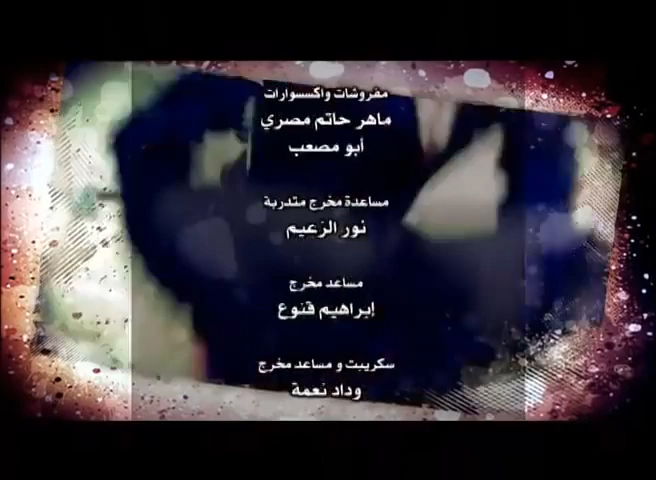 مفروشات واكسسوارات
ماهر حاتم مصري
أبو مصعب
مساعدة مخرج متدربة
نور الزعيم
مساعد مخرج
إبراهيم قنوع
سكريبت و مساعد مخرج
وداد نعمة